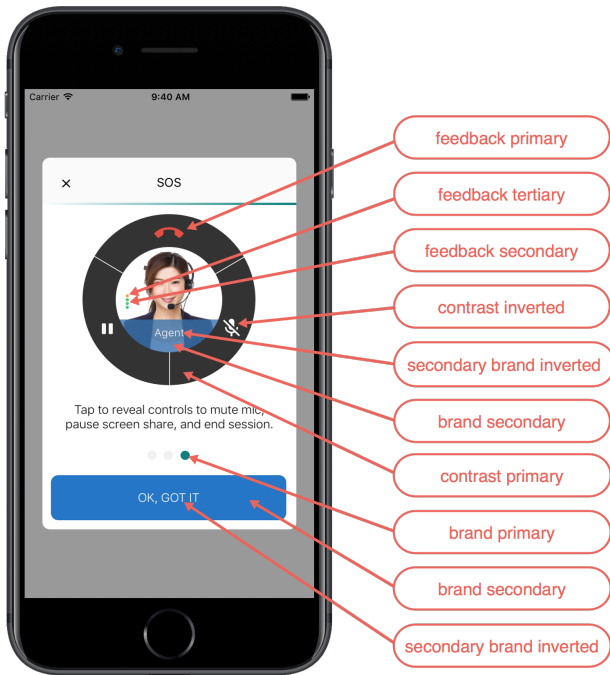 Carrier
9:40 AM
SOS
Agent
Tap to reveal controls to mute mic,
pause screen share, and end session.
OK, GOT IT
feedback primary
feedback tertiary
feedback secondary
contrast inverted
secondary brand inverted
brand secondary
contrast primary
brand primary
brand secondary
secondary brand inverted